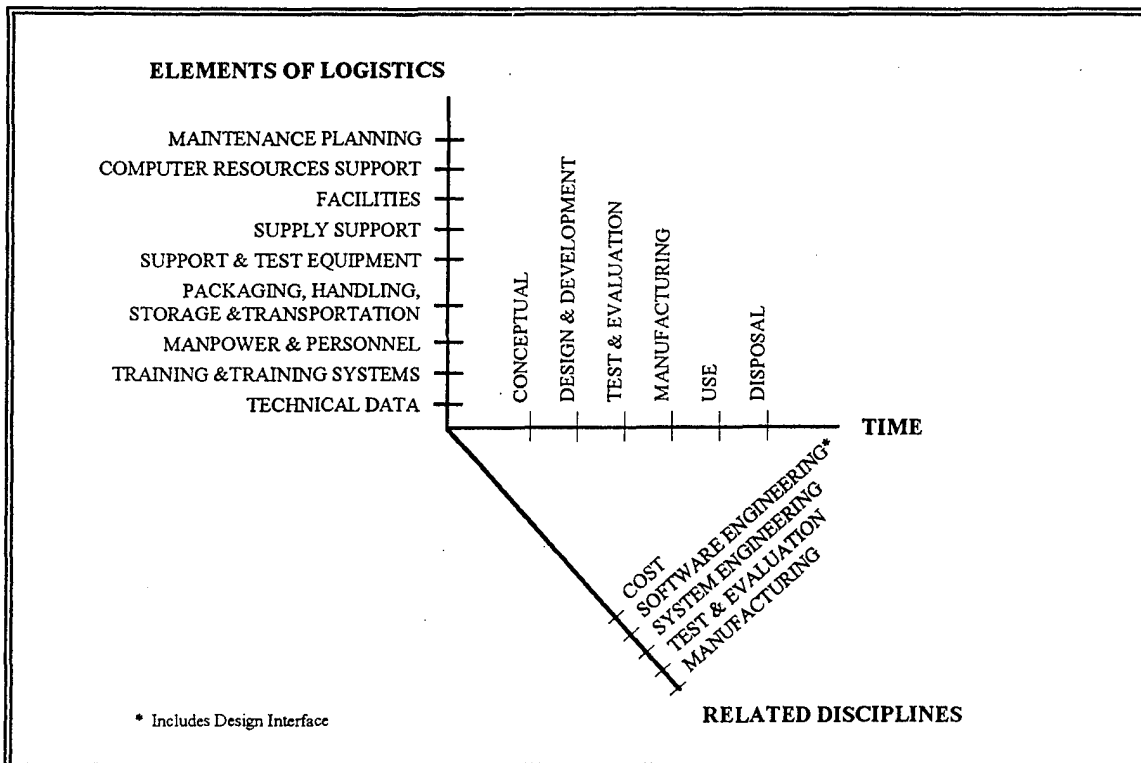 ELEMENTS OF LOGISTICS
MAINTENANCE PLANNING
COMPUTER RESOURCES SUPPORT
FACILITIES
SUPPLY SUPPORT
SUPPORT & TEST EQUIPMENT
PACKAGING, HANDLING,
STORAGE &TRANSPORTATION
MANPOWER & PERSONNEL
TRAINING &TRAINING SYSTEMS
TECHNICAL DATA
CONCEPTUAL
DESIGN & DEVELOPMENT
TEST & EVALUATION
MANUFACTURING
USE
DISPOSAL
TIME
COST
SOFTWARE ENGINEERING*
SYSTEM ENGINEERING
TEST & EVALUATION
MANUFACTURING
RELATED DISCIPLINES
* Includes Design Interface